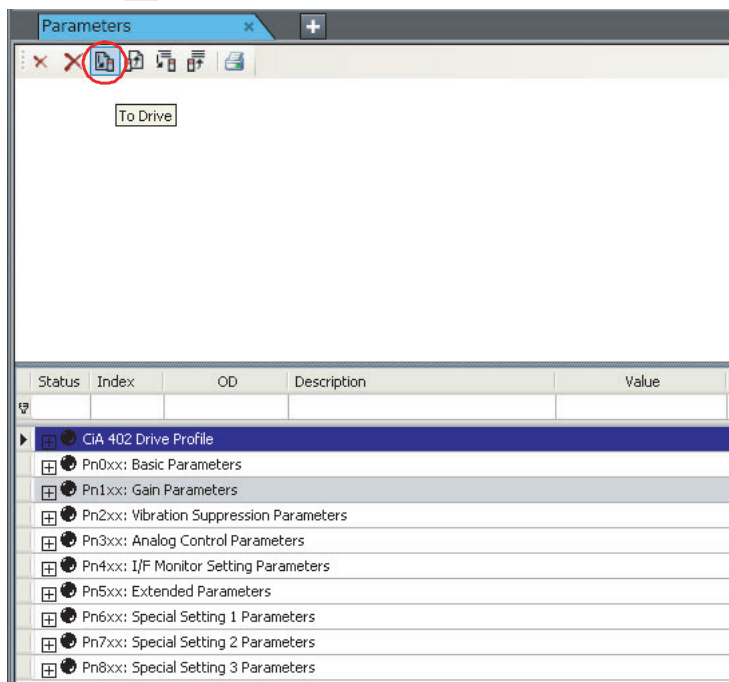 Parameters
To Drive
Status Index OD Description Value
CiA 402 Drive Profile
Pn0xx: Basic Parameters
Pn1xx: Gain Parameters
Pn2xx: Vibration Suppression Parameters
Pn3xx: Analog Control Parameters
Pn4xx: I/F Monitor Setting Parameters
Pn5xx: Extended Parameters
Pn6xx: Special Setting 1 Parameters
Pn7xx: Special Setting 2 Parameters
Pn8xx: Special Setting 3 Parameters